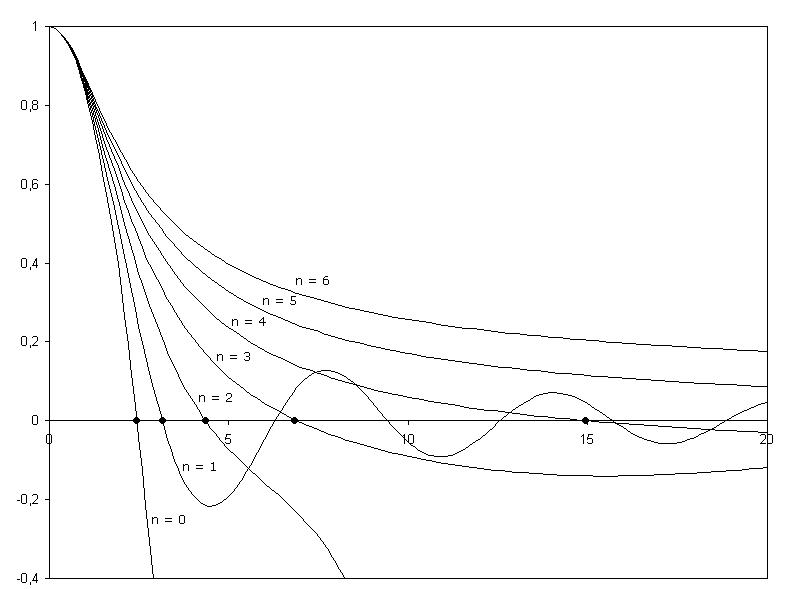 1
0,8
0,6
0,4
n = 6
n = 5
n = 4
0,2
n = 3
n = 2
0
0 5 10 15 20
n = 1
-0,2
n = 0
-0,4